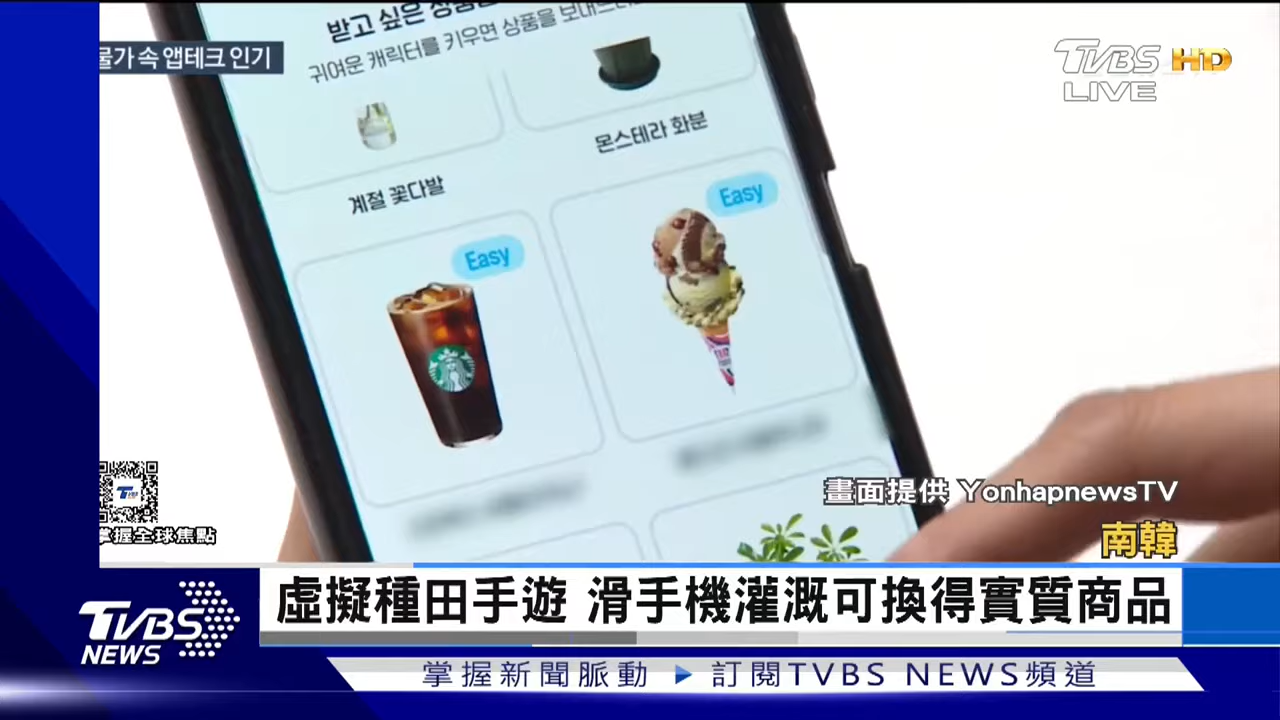 받고 싶은 상품을
귀여운 캐릭터를 키우면 상품을 보내드려요
물가 속 앱테크 인기
TVBS HD
LIVE
몬스테라 화분
계절 꽃다발
Easy
Easy
畫面提供 YonhapnewsTV
掌握全球焦點
南韓
虛擬種田手遊 滑手機灌溉可換得實質商品
TVBS
NEWS
掌握新聞脈動 ▶ 訂閱TVBS NEWS頻道